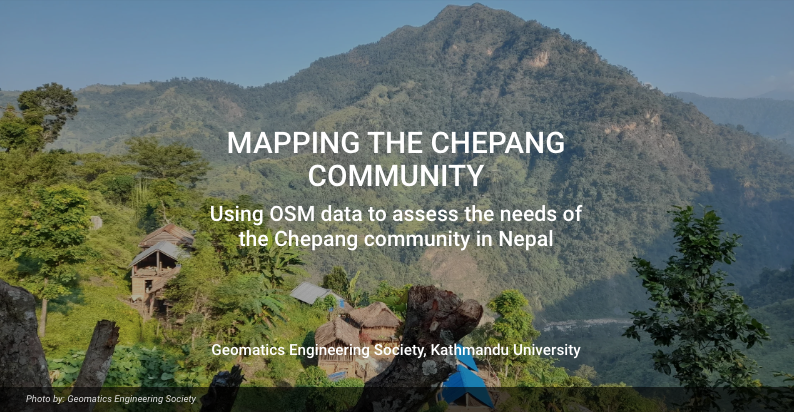 MAPPING THE CHEPANG
COMMUNITY
Using OSM data to assess the needs of
the Chepang community in Nepal
Geomatics Engineering Society, Kathmandu University
Photo by: Geomatics Engineering Society